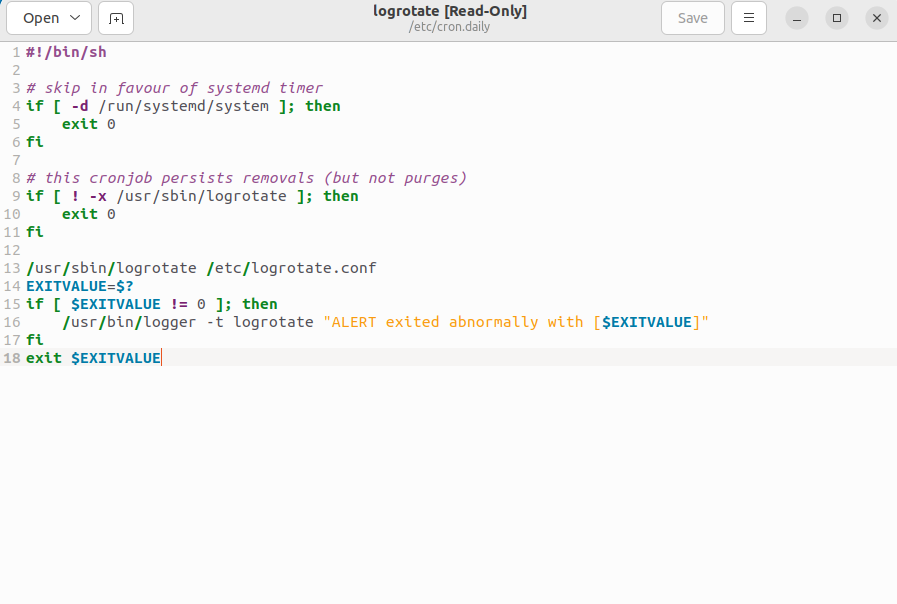 Open
logrotate [Read-Only]
/etc/cron.daily
Save
1 #!/bin/sh
2
3 # skip in favour of systemd timer
4 if [ -d /run/systemd/system ]; then
5     exit 0
6 fi
7
8 # this cronjob persists removals (but not purges)
9 if [ ! -x /usr/sbin/logrotate ]; then
10     exit 0
11 fi
12
13 /usr/sbin/logrotate /etc/logrotate.conf
14 EXITVALUE=$?
15 if [ $EXITVALUE != 0 ]; then
16     /usr/bin/logger -t logrotate "ALERT exited abnormally with [$EXITVALUE]"
17 fi
18 exit $EXITVALUE